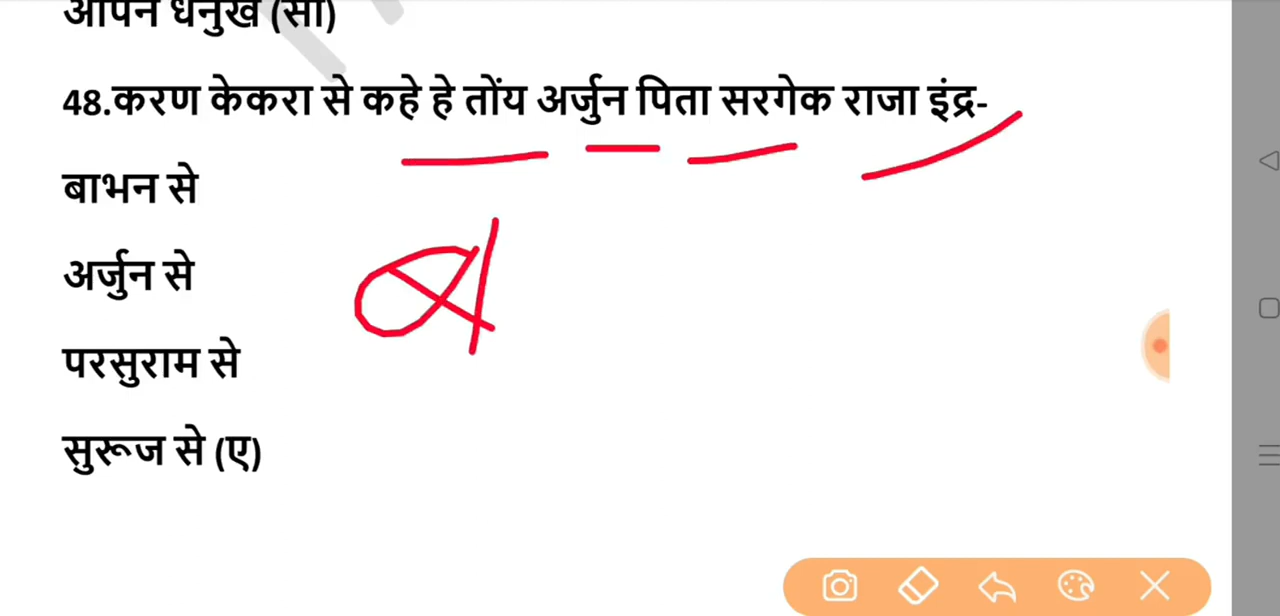 आपन धनुख (सी)
48.करण केकरा से कहे हे तोंय अर्जुन पिता सरगेक राजा इंद्र-
बाभन से
अर्जुन से
A
परसुराम से
सुरूज से (ए)